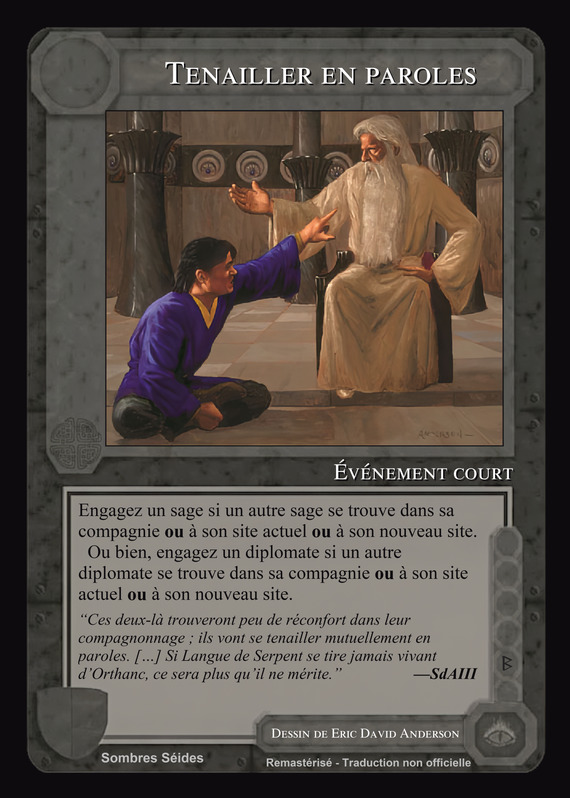 Tenailler en paroles
Anderson
Événement court
Engagez un sage si un autre sage se trouve dans sa
compagnie ou à son site actuel ou à son nouveau site.
Ou bien, engagez un diplomate si un autre
diplomate se trouve dans sa compagnie ou à son site
actuel ou à son nouveau site.
“Ces deux-là trouveront peu de réconfort dans leur
compagnonnage ; ils vont se tenailler mutuellement en
paroles. […] Si Langue de Serpent se tire jamais vivant
d’Orthanc, ce sera plus qu’il ne mérite.” —SdAIII
Dessin de Eric David Anderson
Sombres Séides
Remastérisé - Traduction non officielle